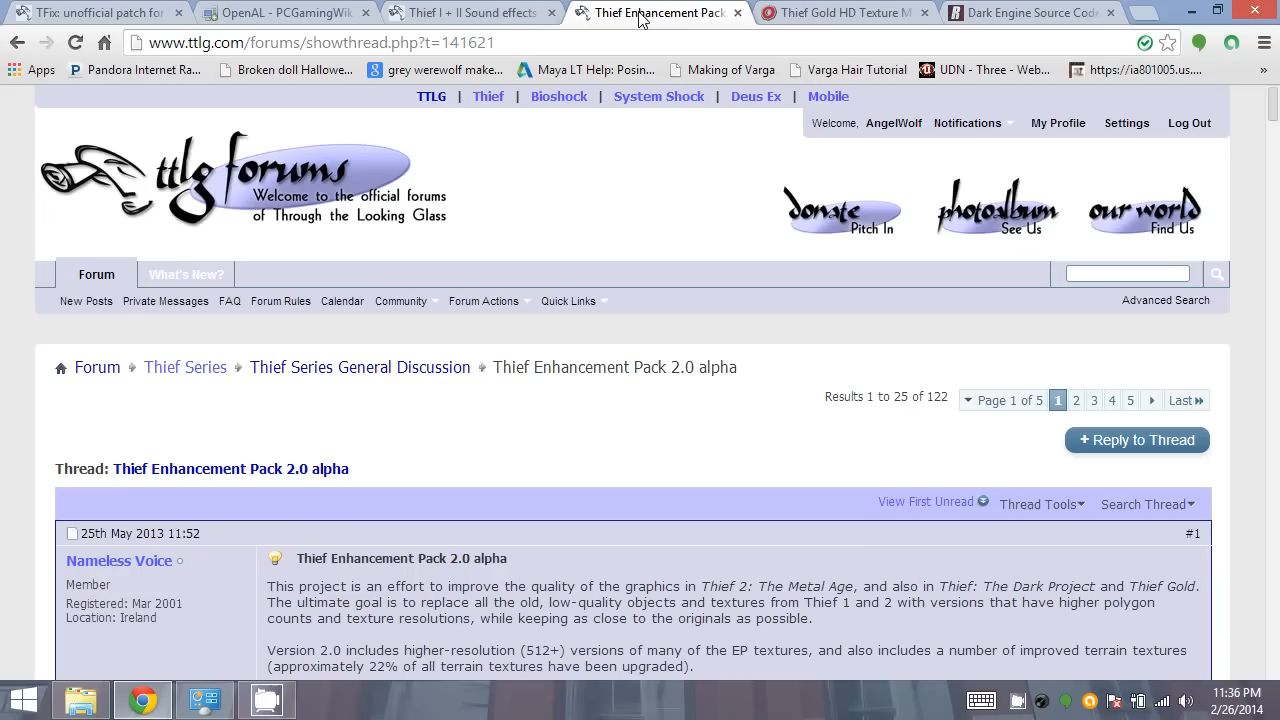 TFix: unofficial patch for
OpenAL - PCGamingWik
Thief I + II Sound effects
Thief Enhancement Pack
Thief Gold HD Texture M
Dark Engine Source Code
www.ttlg.com/forums/showthread.php?t=141621
Apps
Pandora Internet Ra...
Broken doll Hallowe...
grey werewolf make...
Maya LT Help: Posin...
Making of Varga
Varga Hair Tutorial
UDN - Three - Web...
https://ia801005.us....
»
TTLG | Thief | Bioshock | System Shock | Deus Ex | Mobile
Welcome, AngelWolf Notifications My Profile Settings Log Out
ttlg forums
Welcome to the official forums
of Through the Looking Glass
donate
Pitch In
photoalbum
See Us
our world
Find Us
Forum What's New?
New Posts Private Messages FAQ Forum Rules Calendar Community Forum Actions Quick Links Advanced Search
Forum Thief Series Thief Series General Discussion Thief Enhancement Pack 2.0 alpha
Results 1 to 25 of 122 Page 1 of 5 1 2 3 4 5 Last
+ Reply to Thread
Thread: Thief Enhancement Pack 2.0 alpha
View First Unread Thread Tools Search Thread
25th May 2013 11:52 #1
Nameless Voice
Member
Registered: Mar 2001
Location: Ireland
Thief Enhancement Pack 2.0 alpha
This project is an effort to improve the quality of the graphics in Thief 2: The Metal Age, and also in Thief: The Dark Project and Thief Gold.
The ultimate goal is to replace all the old, low-quality objects and textures from Thief 1 and 2 with versions that have higher polygon
counts and texture resolutions, while keeping as close to the originals as possible.
Version 2.0 includes higher-resolution (512+) versions of many of the EP textures, and also includes a number of improved terrain textures
(approximately 22% of all terrain textures have been upgraded).
11:36 PM
2/26/2014